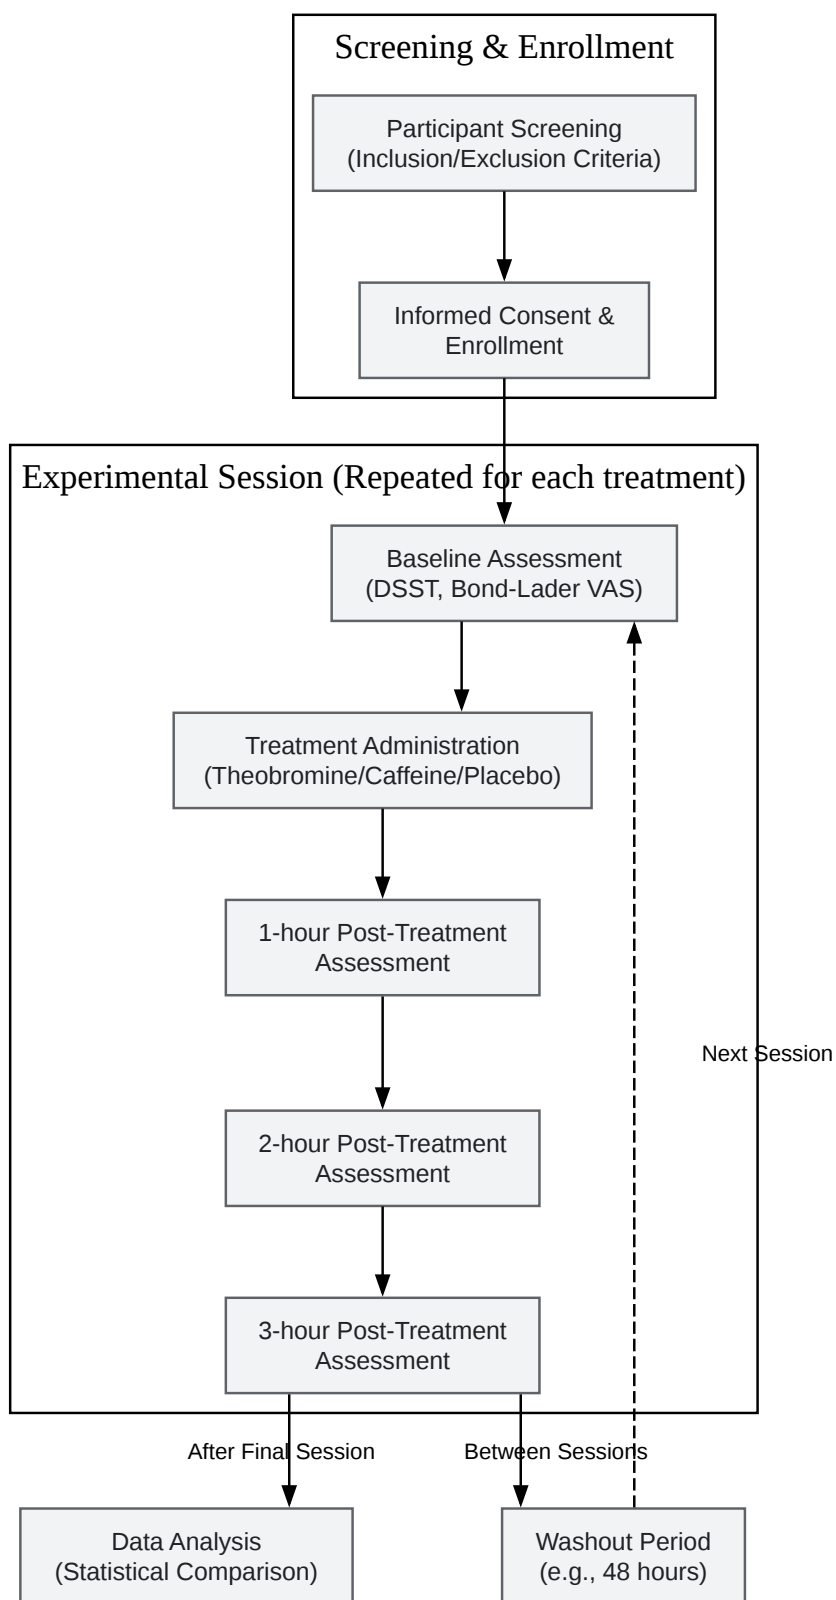 Screening & Enrollment
Participant Screening
(Inclusion/Exclusion Criteria)
Informed Consent &
Enrollment
Experimental Session (Repeated for each treatment)
Baseline Assessment
(DSST, Bond-Lader VAS)
Treatment Administration
(Theobromine/Caffeine/Placebo)
1-hour Post-Treatment
Assessment
Next Session
2-hour Post-Treatment
Assessment
3-hour Post-Treatment
Assessment
After Final Session
Between Sessions
Data Analysis
(Statistical Comparison)
Washout Period
(e.g., 48 hours)